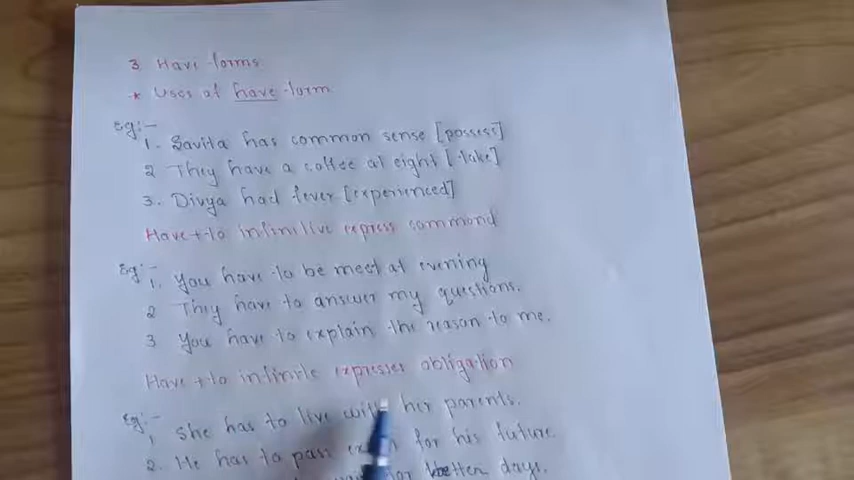 3 Have forms.
* Uses of have form
Eg:-
1. Savita has common sense [possess]
2 They have a coffee at eight [take]
3. Divya had fever [experienced]
Have + to infinitive express commond
Eg:-
1. You have to be meet at evening
2 They have to answer my questions.
3 You have to explain the reason to me.
Have + to infinite expresses obligation
Eg:-
1, She has to live with her parents.
2. He has to pass for his future.
for better days.